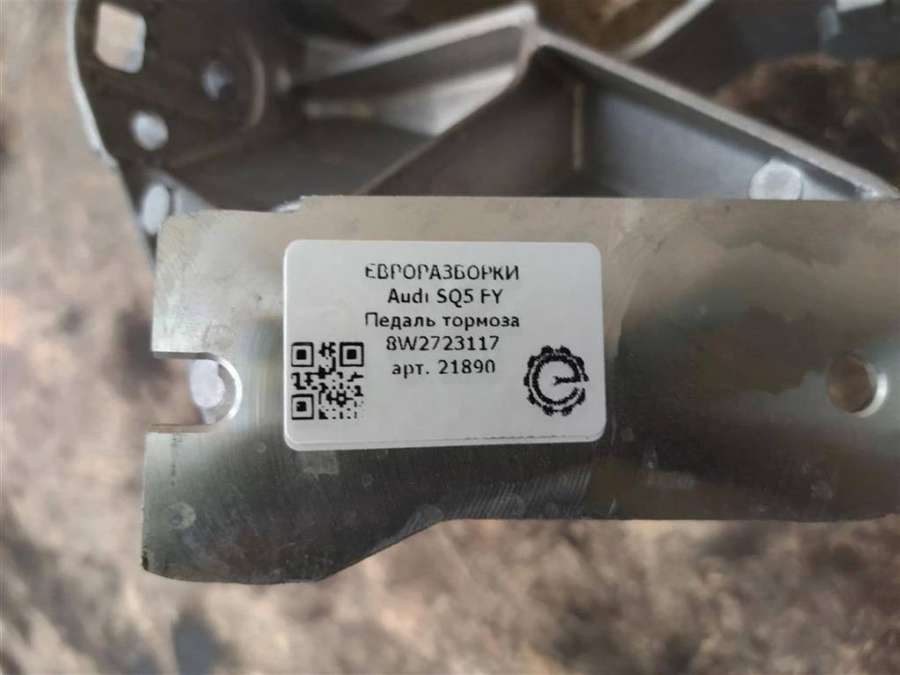 ЕВРОРАЗБОРКИ
Audi SQ5 FY
Педаль тормоза
8W2723117
арт. 21890